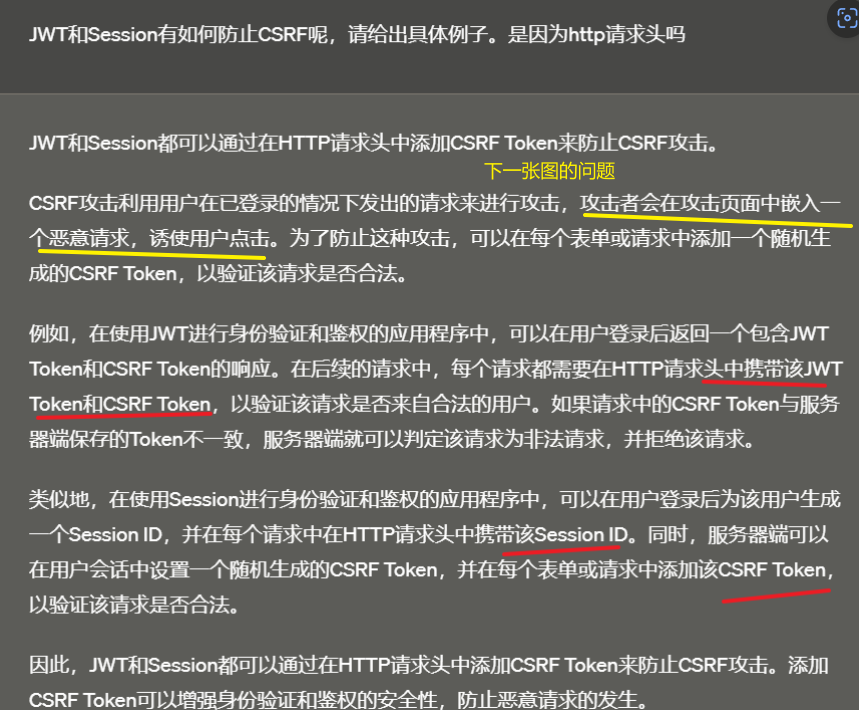 JWT和Session有如何防止CSRF呢，请给出具体例子。是因为http请求头吗
JWT和Session都可以通过在HTTP请求头中添加CSRF Token来防止CSRF攻击。
下一张图的问题
CSRF攻击利用用户在已登录的情况下发出的请求来进行攻击，攻击者会在攻击页面中嵌入一
个恶意请求，诱使用户点击。为了防止这种攻击，可以在每个表单或请求中添加一个随机生
成的CSRF Token，以验证该请求是否合法。
例如，在使用JWT进行身份验证和鉴权的应用程序中，可以在用户登录后返回一个包含JWT
Token和CSRF Token的响应。在后续的请求中，每个请求都需要在HTTP请求头中携带该JWT
Token和CSRF Token，以验证该请求是否来自合法的用户。如果请求中的CSRF Token与服务
器端保存的Token不一致，服务器端就可以判定该请求为非法请求，并拒绝该请求。
类似地，在使用Session进行身份验证和鉴权的应用程序中，可以在用户登录后为该用户生成
一个Session ID，并在每个请求中在HTTP请求头中携带该Session ID。同时，服务器端可以
在用户会话中设置一个随机生成的CSRF Token，并在每个表单或请求中添加该CSRF Token，
以验证该请求是否合法。
因此，JWT和Session都可以通过在HTTP请求头中添加CSRF Token来防止CSRF攻击。添加
CSRF Token可以增强身份验证和鉴权的安全性，防止恶意请求的发生。